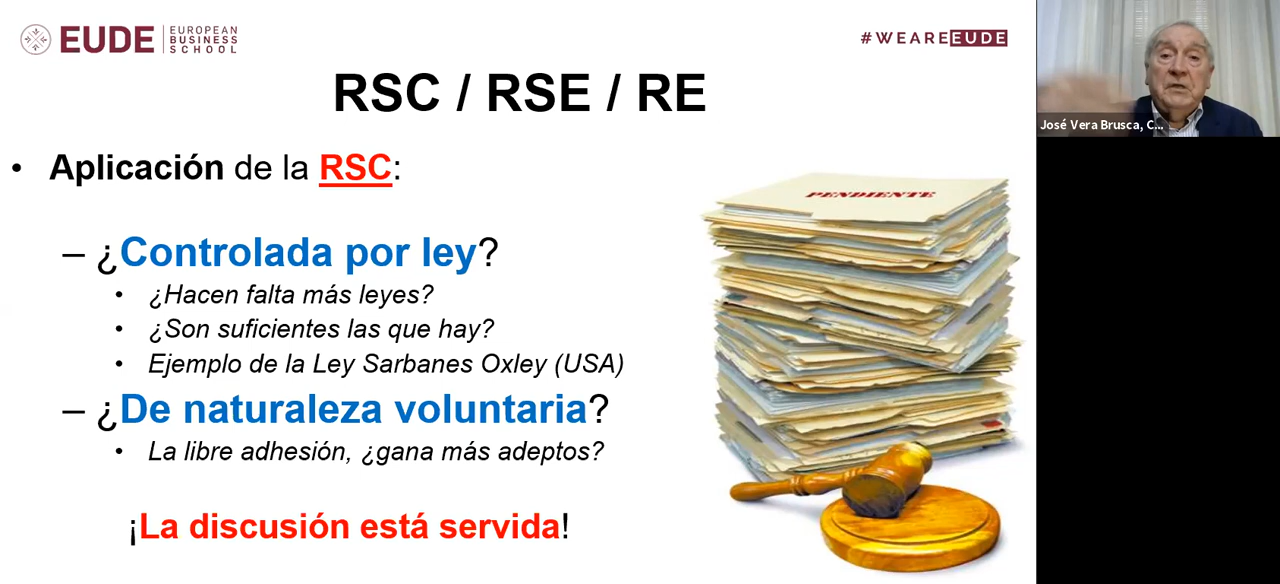 EUDE
EUROPEAN
BUSINESS
SCHOOL
#WEAREEUDE
RSC / RSE / RE
• Aplicación de la RSC:
– ¿Controlada por ley?
• ¿Hacen falta más leyes?
• ¿Son suficientes las que hay?
• Ejemplo de la Ley Sarbanes Oxley (USA)
– ¿De naturaleza voluntaria?
• La libre adhesión, ¿gana más adeptos?
¡La discusión está servida!
PENDIENTE
José Vera Brusca, C...